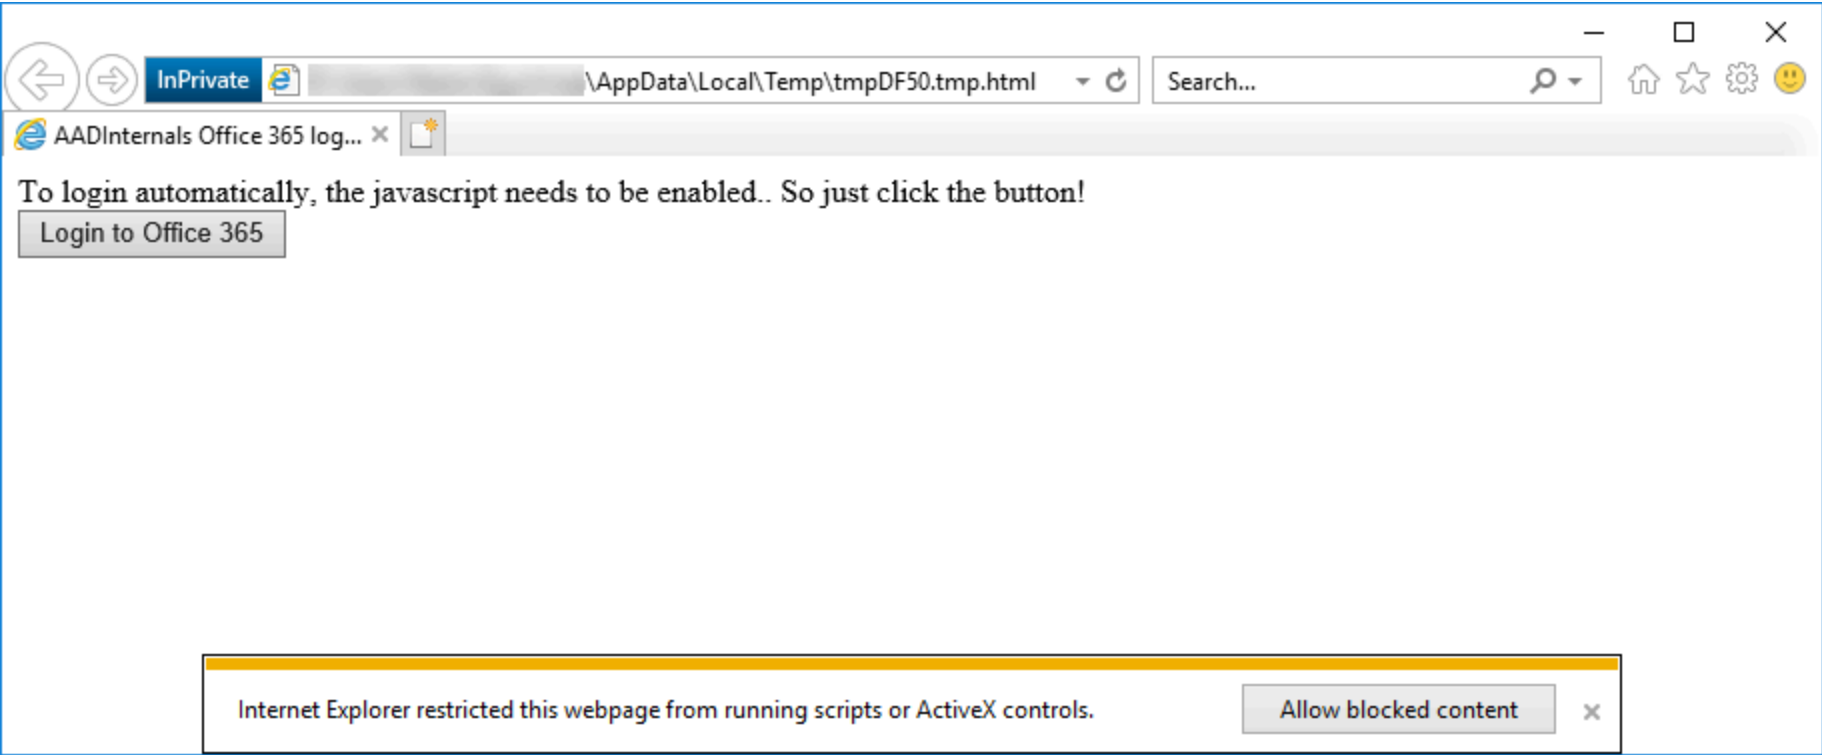 InPrivate
\AppData\Local\Temp\tmpDF50.tmp.html
Search...
AADInternals Office 365 log...
To login automatically, the javascript needs to be enabled.. So just click the button!
Login to Office 365
Internet Explorer restricted this webpage from running scripts or ActiveX controls.
Allow blocked content